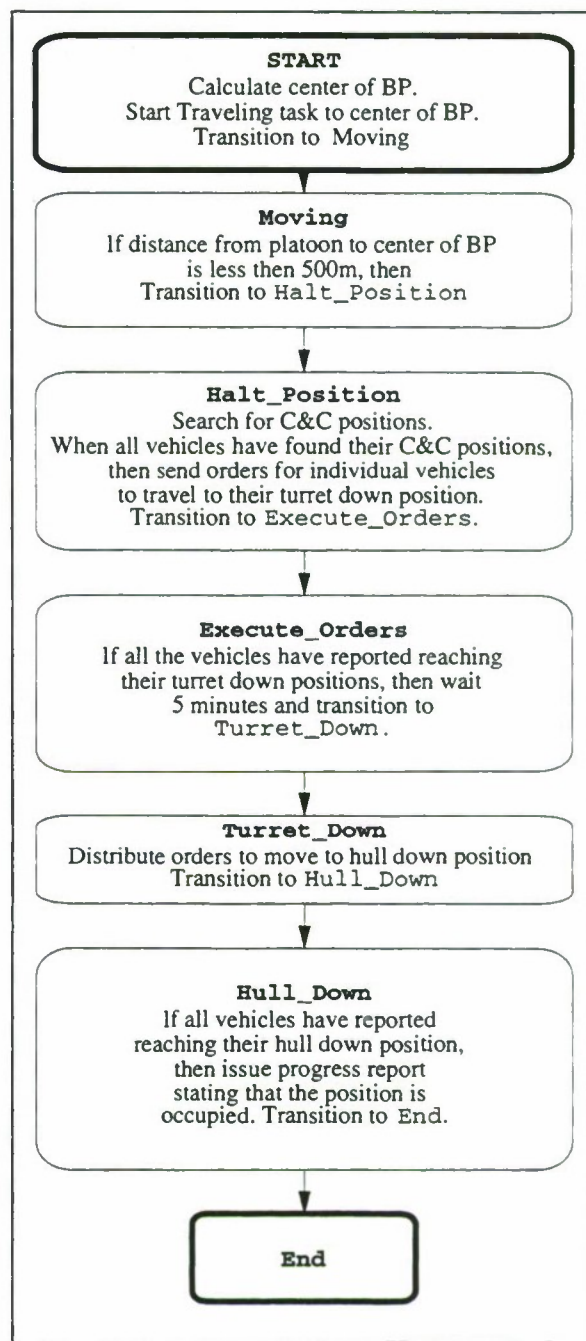 START
Calculate center of BP.
Start Traveling task to center of BP.
Transition to Moving
Moving
If distance from platoon to center of BP
is less then 500m, then
Transition to Halt_Position
Halt_Position
Search for C&C positions.
When all vehicles have found their C&C positions,
then send orders for individual vehicles
to travel to their turret down position.
Transition to Execute_Orders.
Execute_Orders
If all the vehicles have reported reaching
their turret down positions, then wait
5 minutes and transition to
Turret_Down.
Turret_Down
Distribute orders to move to hull down position
Transition to Hull_Down
Hull_Down
If all vehicles have reported
reaching their hull down position,
then issue progress report
stating that the position is
occupied. Transition to End.
End